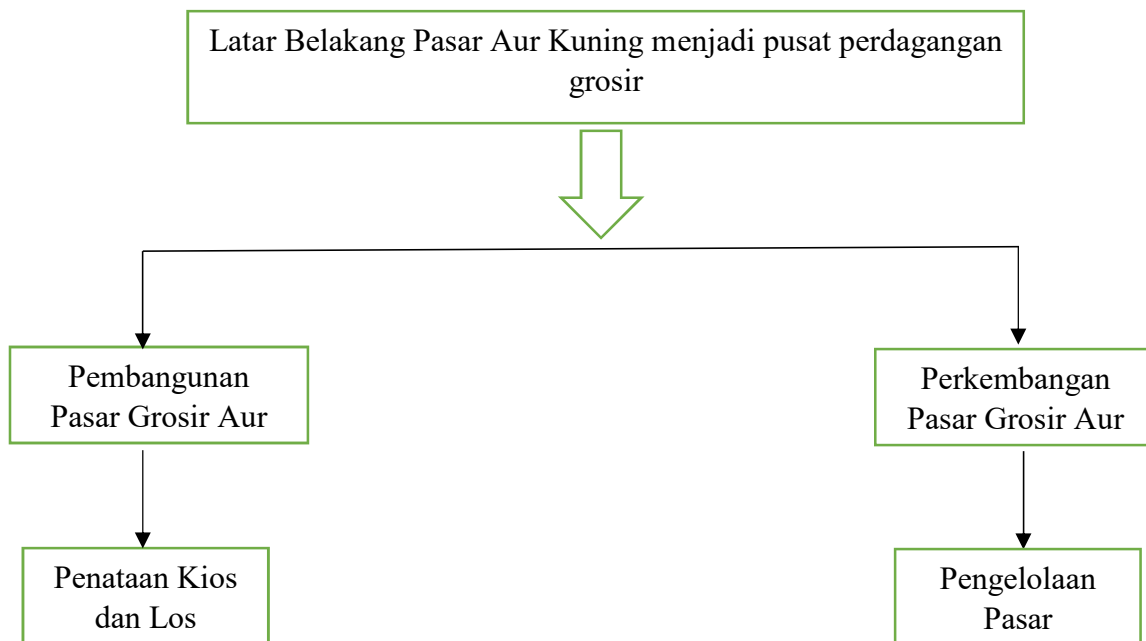 Latar Belakang Pasar Aur Kuning menjadi pusat perdagangan
grosir
Pembangunan
Pasar Grosir Aur
Perkembangan
Pasar Grosir Aur
Penataan Kios
dan Los
Pengelolaan
Pasar